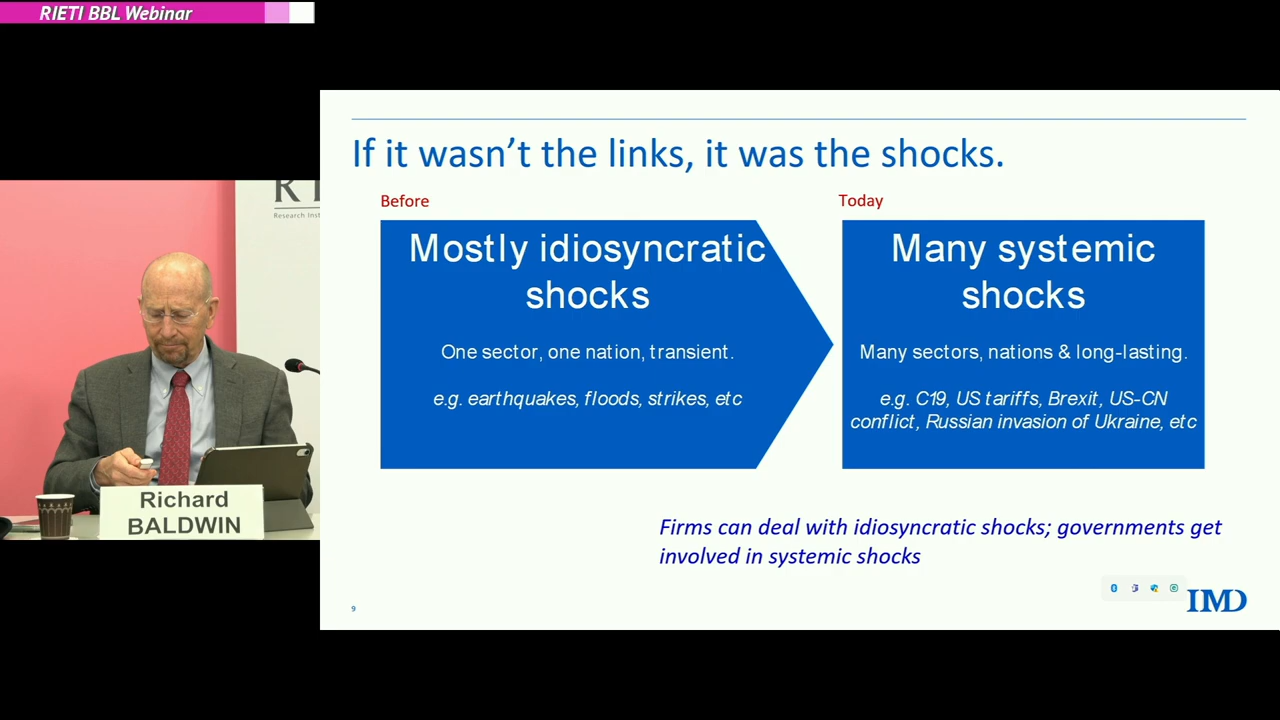 RIETI BBL Webinar
If it wasn't the links, it was the shocks.
Before
Today
Mostly idiosyncratic
shocks
One sector, one nation, transient.
e.g. earthquakes, floods, strikes, etc
Many systemic
shocks
Many sectors, nations & long-lasting.
e.g. C19, US tariffs, Brexit, US-CN
conflict, Russian invasion of Ukraine, etc
Firms can deal with idiosyncratic shocks; governments get
involved in systemic shocks
9
IMD
Research Inst
Richard
BALDWIN